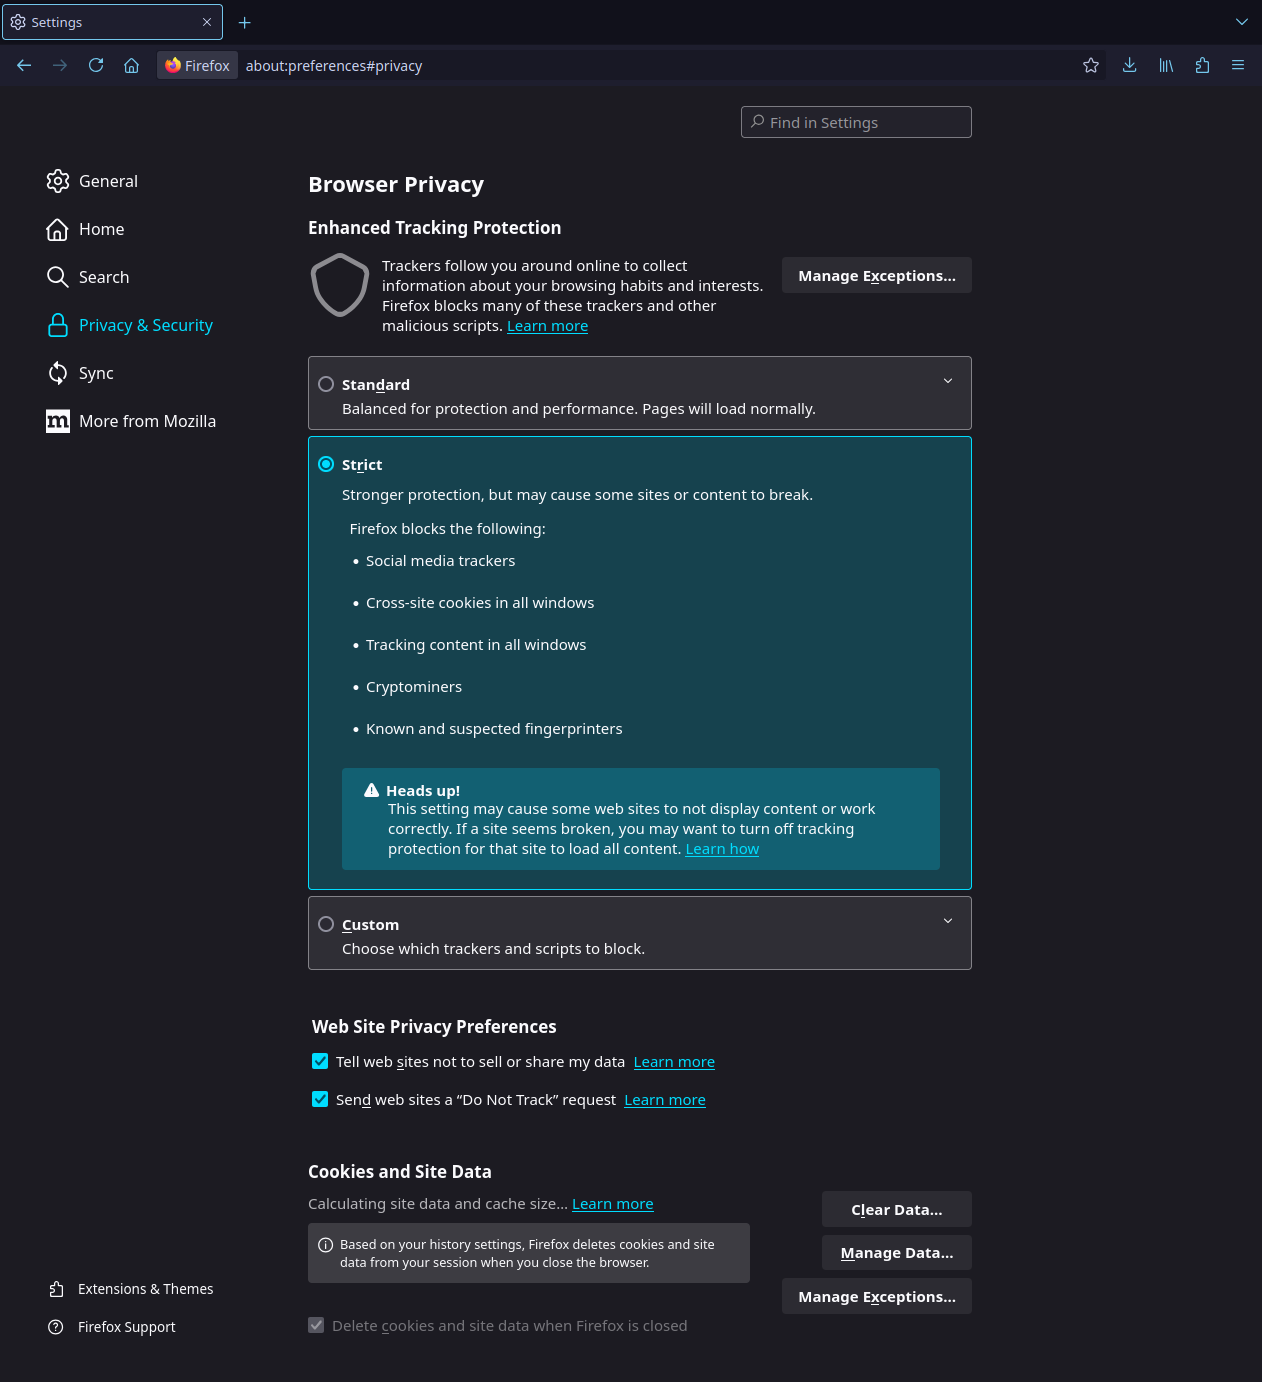 Settings
Firefox
about:preferences#privacy
Find in Settings
General
Home
Search
Privacy & Security
Sync
More from Mozilla
Extensions & Themes
Firefox Support
Browser Privacy
Enhanced Tracking Protection
Trackers follow you around online to collect
information about your browsing habits and interests.
Firefox blocks many of these trackers and other
malicious scripts. Learn more
Manage Exceptions...
Standard
Balanced for protection and performance. Pages will load normally.
Strict
Stronger protection, but may cause some sites or content to break.
Firefox blocks the following:
• Social media trackers
• Cross-site cookies in all windows
• Tracking content in all windows
• Cryptominers
• Known and suspected fingerprinters
Heads up!
This setting may cause some web sites to not display content or work
correctly. If a site seems broken, you may want to turn off tracking
protection for that site to load all content. Learn how
Custom
Choose which trackers and scripts to block.
Web Site Privacy Preferences
Tell web sites not to sell or share my data Learn more
Send web sites a “Do Not Track” request Learn more
Cookies and Site Data
Calculating site data and cache size... Learn more
Based on your history settings, Firefox deletes cookies and site
data from your session when you close the browser.
Delete cookies and site data when Firefox is closed
Clear Data...
Manage Data...
Manage Exceptions...